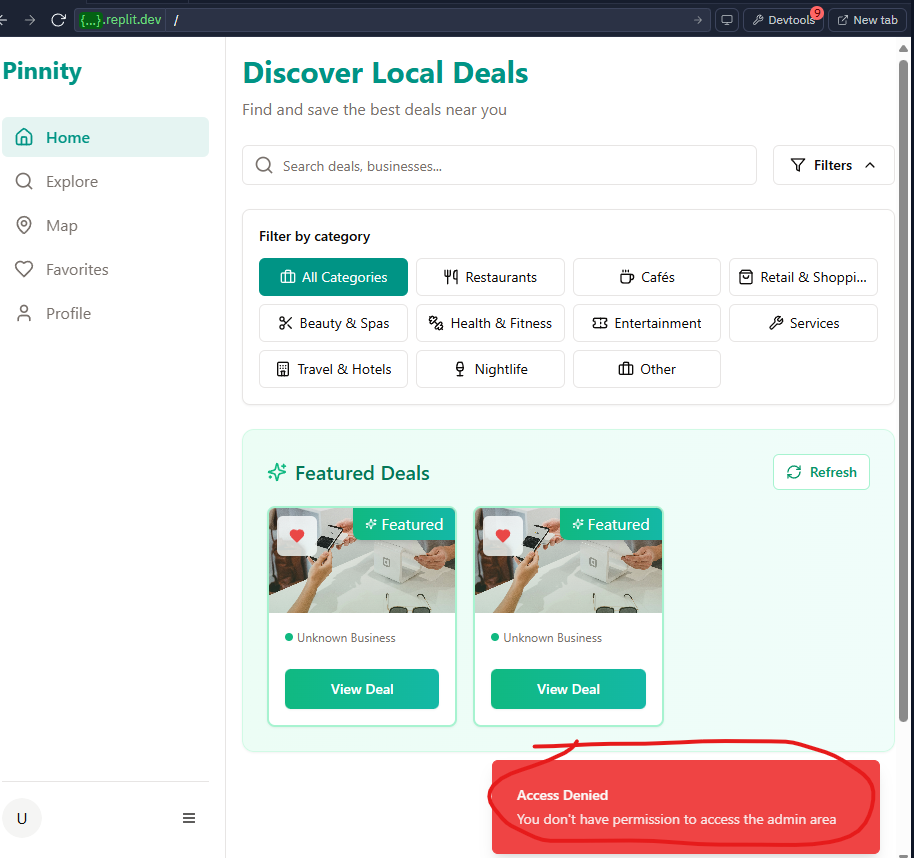 {...}.replit.dev /
Devtools 9
New tab
Pinnity
Home
Explore
Map
Favorites
Profile
U
Discover Local Deals
Find and save the best deals near you
Search deals, businesses...
Filters
Filter by category
All Categories
Restaurants
Cafés
Retail & Shoppi...
Beauty & Spas
Health & Fitness
Entertainment
Services
Travel & Hotels
Nightlife
Other
Featured Deals
Refresh
Featured
Featured
Unknown Business
Unknown Business
View Deal
View Deal
Access Denied
You don't have permission to access the admin area